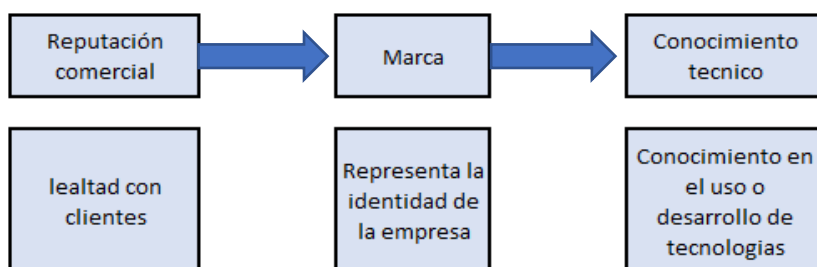 Reputación
comercial
Marca
Conocimiento
tecnico
lealtad con
clientes
Representa la
identidad de
la empresa
Conocimiento en
el uso o
desarrollo de
tecnologias